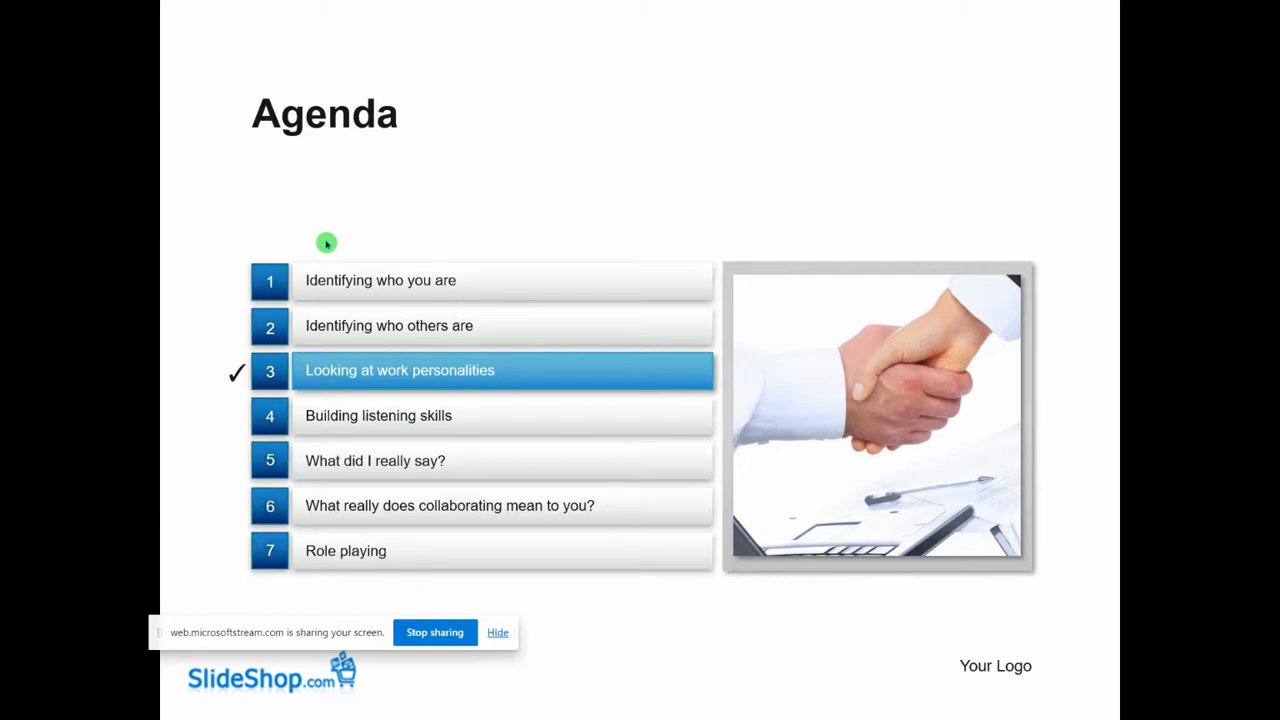 Agenda
1 Identifying who you are
2 Identifying who others are
✓ 3 Looking at work personalities
4 Building listening skills
5 What did I really say?
6 What really does collaborating mean to you?
7 Role playing
web.microsoftstream.com is sharing your screen. Stop sharing Hide
SlideShop.com
Your Logo